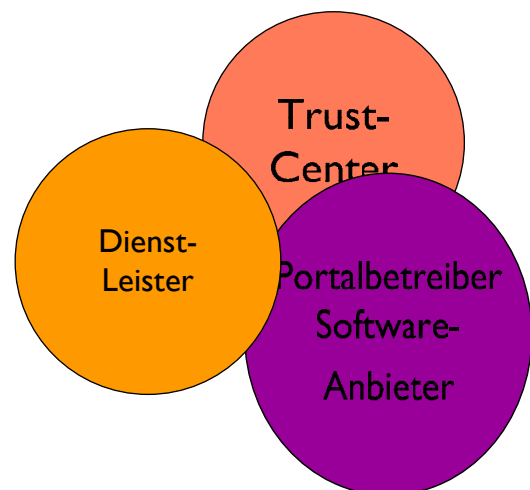 Trust-
Center
Dienst-
Leister
Portalbetreiber
Software-
Anbieter